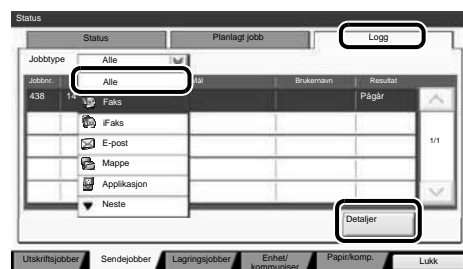 Status
Status Planlagt jobb Logg
Jobbtype Alle
Jobbnr. Mål Brukernavn Resultat
Alle
438 14 Faks Pågår
iFaks
1/1
E-post
Mappe
Applikasjon
Neste
Detaljer
Utskriftsjobber Sendejobber Lagringsjobber Enhet/ kommuniser Papir/komp. Lukk